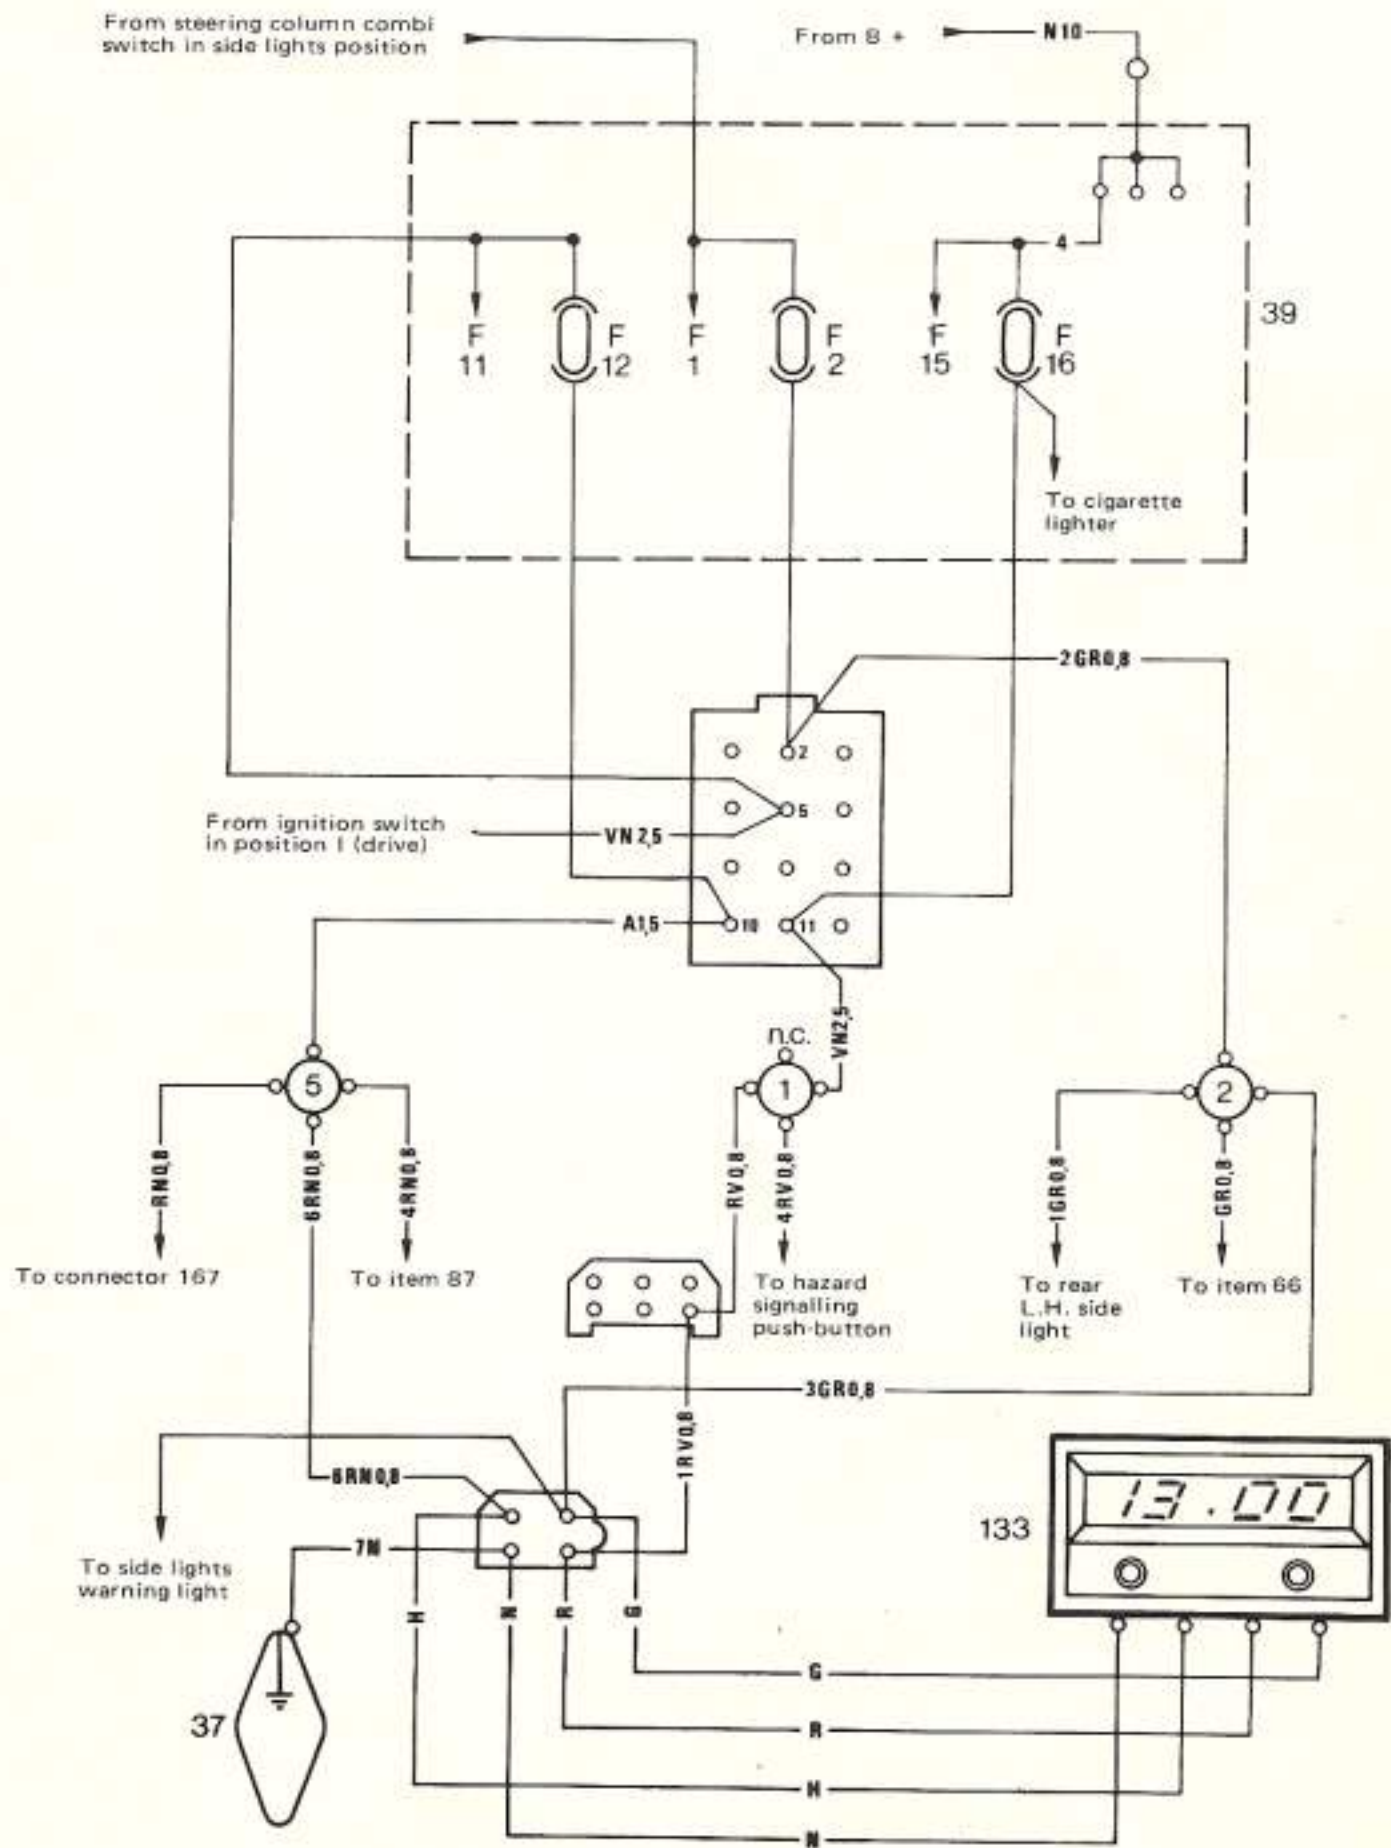 From steering column combi
switch in side lights position
From 8 +
N10
4
39
F
11
F
12
F
1
F
2
F
15
F
16
To cigarette
lighter
2GR0,8
2
5
From ignition switch
in position I (drive)
VN2,5
A1,5
10
11
VN2,5
n.c.
5
1
2
RN0,8
6RN0,8
4RN0,8
RV0,8
4RV0,8
1GR0,8
GR0,8
To connector 167
To item 87
To hazard
signalling
push-button
To rear
L.H. side
light
To item 66
3GR0,8
1RV0,8
6RN0,8
13.00
133
7N
To side lights
warning light
H
N
R
G
G
37
R
H
N